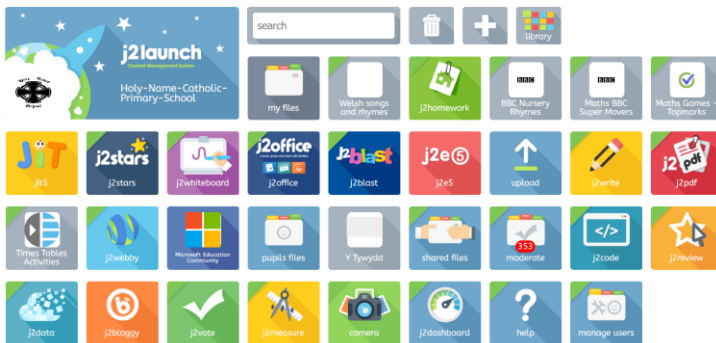 j2launch
Content Management System
Holy-Name-Catholic-
Primary-School
search
library
my files
Welsh songs
and rhymes
j2homework
BBC
BBC Nursery
Rhymes
BBC
Maths BBC
Super Movers
Maths Games -
Topmarks
JiT
jit5
j2stars
j2stars
j2whiteboard
j2office
j2office
j2blast
j2blast
j2e5
j2e5
upload
j2write
j2 pdf
j2pdf
Times Tables
Activities
j2webby
Microsoft Education
Community
pupils files
Y Tywydd
shared files
353
moderate
</>
j2code
j2review
j2data
b
j2bloggy
j2vote
j2measure
camera
j2dashboard
?
help
manage users